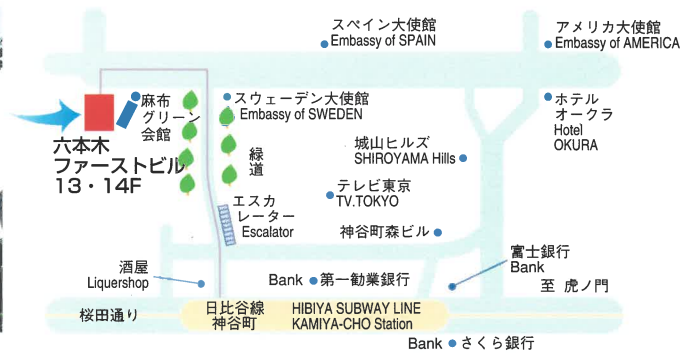 スペイン大使館
Embassy of SPAIN
アメリカ大使館
Embassy of AMERICA
麻布
グリーン
会館
スウェーデン大使館
Embassy of SWEDEN
ホテル
オークラ
Hotel
OKURA
六本木
ファーストビル
13・14F
緑
道
城山ヒルズ
SHIROYAMA Hills
テレビ東京
TV.TOKYO
エスカ
レーター
Escalator
神谷町森ビル
酒屋
Liquershop
Bank 第一勧業銀行
富士銀行
Bank
至 虎ノ門
桜田通り
日比谷線
神谷町
HIBIYA SUBWAY LINE
KAMIYA-CHO Station
Bank さくら銀行